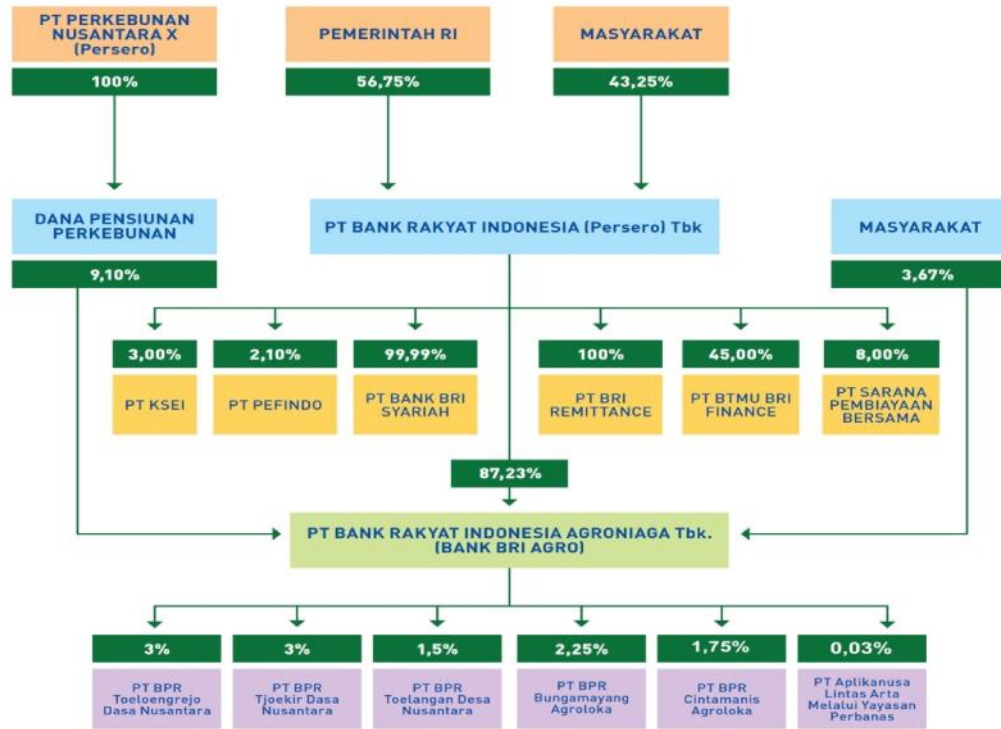 PT PERKEBUNAN
NUSANTARA X
(Persero)
100%
PEMERINTAH RI
56,75%
MASYARAKAT
43,25%
DANA PENSIUNAN
PERKEBUNAN
9,10%
PT BANK RAKYAT INDONESIA (Persero) Tbk
MASYARAKAT
3,67%
3,00%
PT KSEI
2,10%
PT PEFINDO
99,99%
PT BANK BRI
SYARIAH
100%
PT BRI
REMITTANCE
45,00%
PT BTMU BRI
FINANCE
8,00%
PT SARANA
PEMBIAYAAN
BERSAMA
87,23%
PT BANK RAKYAT INDONESIA AGRONIAGA Tbk.
(BANK BRI AGRO)
3%
PT BPR
Toeloengrejo
Dasa Nusantara
3%
PT BPR
Tjoekir Dasa
Nusantara
1,5%
PT BPR
Toelangan Desa
Nusantara
2,25%
PT BPR
Bungamayang
Agroloka
1,75%
PT BPR
Cintamanis
Agroloka
0,03%
PT Aplikanusa
Lintas Arta
Melalui Yayasan
Perbanas